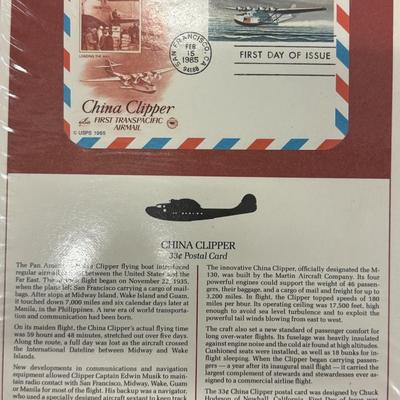 LOADING THE MAIL
SAN FRANCISCO, CA
FEB
15
1985
94188
FIRST DAY OF ISSUE
China Clipper
FIRST TRANSPACIFIC
AIRMAIL
© USPS 1985
CHINA CLIPPER
33¢ Postal Card
The Pan Clipper flying boat introduced
regular between the United States and the
Far East. The flight began on November 22, 1935,
when the plane left San Francisco carrying a cargo of mail-
bags. After stops at Midway Island, Wake Island and Guam,
it touched down 7,000 miles and six calendar days later at
Manila, in the Philippines. A new era of world transporta-
tion and communication had been born.
On its maiden flight, the China Clipper's actual flying time
was 59 hours and 48 minutes, stretched out over five days.
Along the route, a full day was lost as the aircraft crossed
the International Dateline between Midway and Wake
Islands.
New developments in communications and navigation
equipment allowed Clipper Captain Edwin Musik to main-
tain radio contact with San Francisco, Midway, Wake, Guam
or Manila for most of the flight. His backup was a navigator,
who used a specially designed aircraft sextant to keep track
The innovative China Clipper, officially designated the M-
130, was built by the Martin Aircraft Company. Its four
powerful engines could support the weight of 46 passen-
gers, their baggage, and a cargo of mail and freight for up to
3,200 miles. In flight, the Clipper topped speeds of 180
miles per hour. Its operating ceiling was 17,500 feet, high
enough to avoid sea level turbulence and to exploit the
powerful tail winds blowing from east to west.
The craft also set a new standard of passenger comfort for
long over-water flights. Its fuselage was heavily insulated
against engine noise and the cold air found at high altitudes.
Cushioned seats were installed, as well as 18 bunks for in-
flight sleeping. When the Clipper began carrying passen-
gers — a year after its inaugural mail flight — it carried the
largest complement of stewards and stewardesses ever as-
signed to a commercial airline flight.
The 33¢ China Clipper postal card was designed by Chuck
Hodgson of Newhall, California. First Day of Issue was